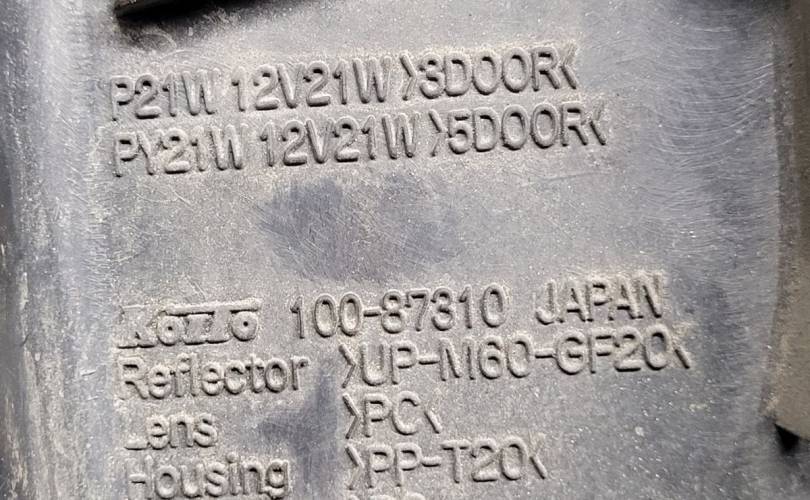 P21W 12V21W >3DOOR<
PY21W 12V21W >5DOOR<
KOITO 100-87310 JAPAN
Reflector >UP-M60-GF20<
Lens >PC<
Housing >PP-T20<